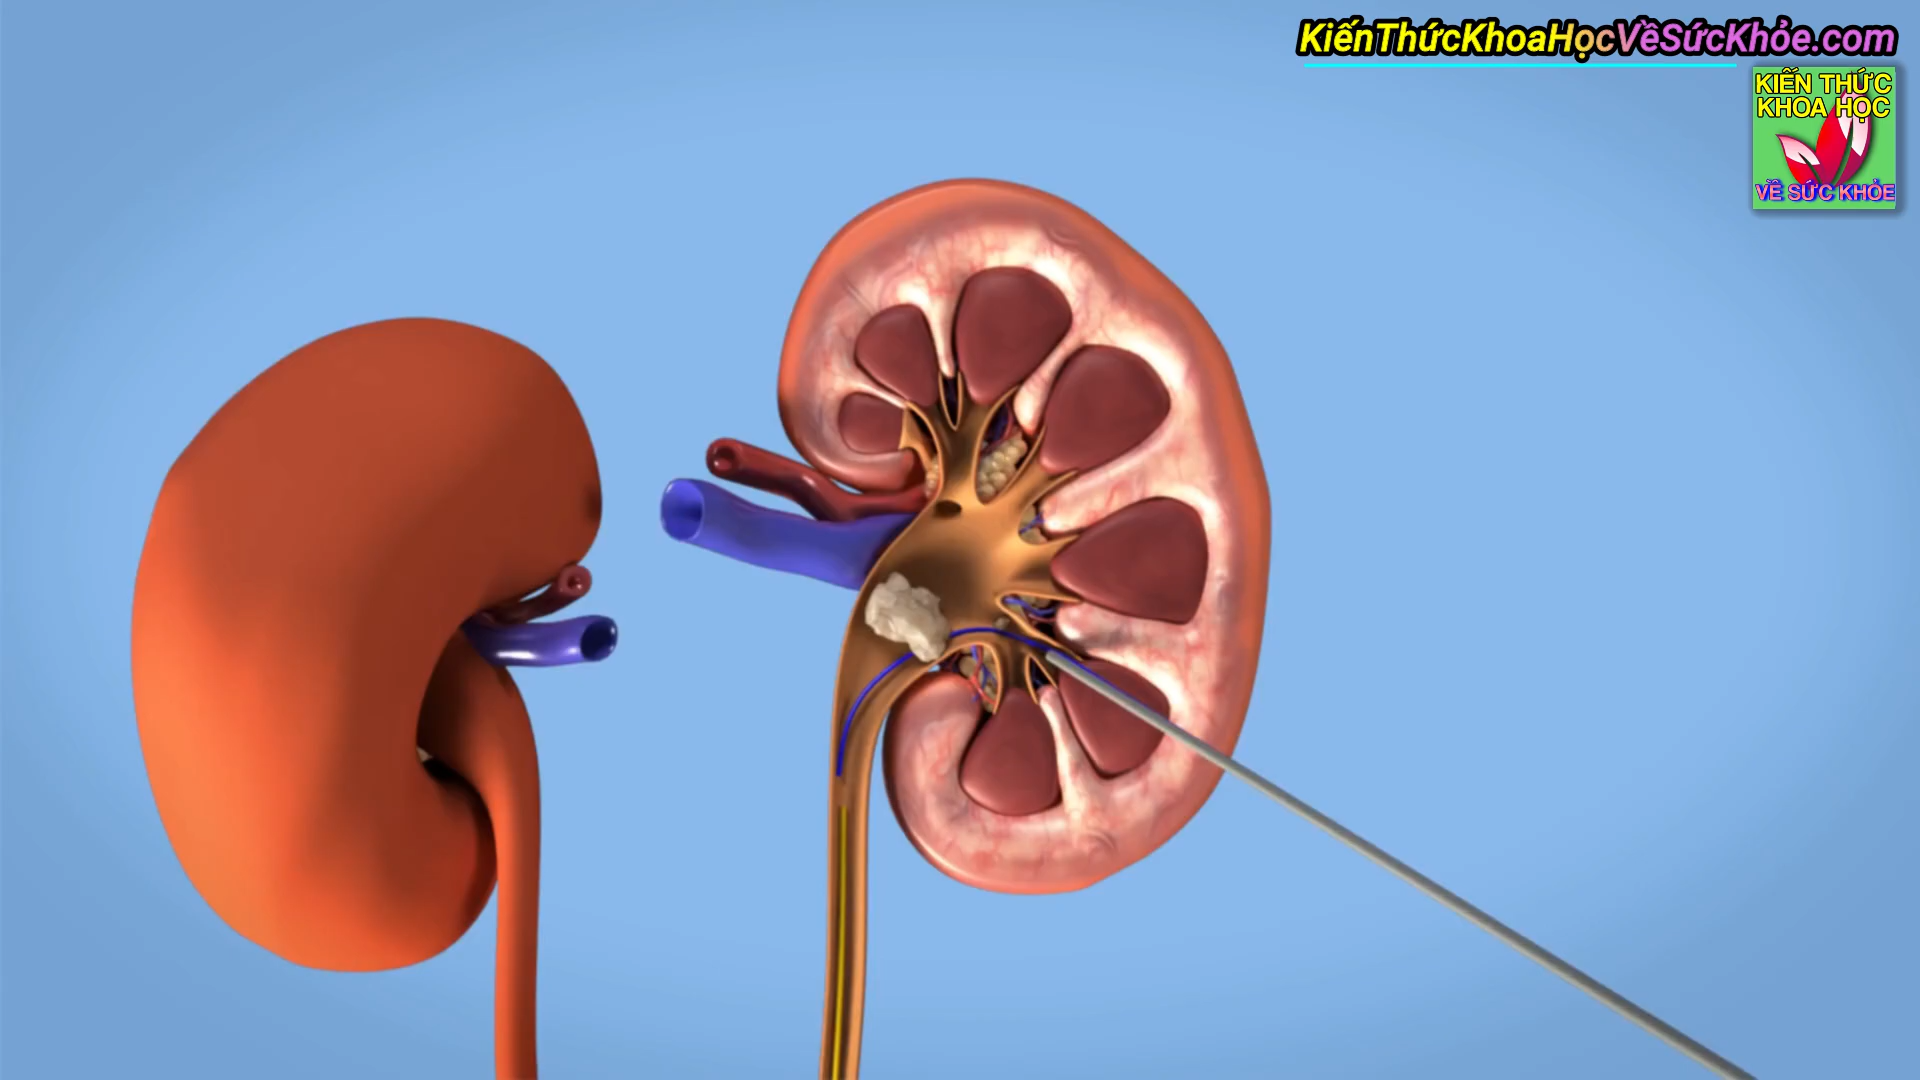 KiếnThứcKhoaHọcVềSứcKhỏe.com
KIẾN THỨC
KHOA HỌC
VỀ SỨC KHỎE